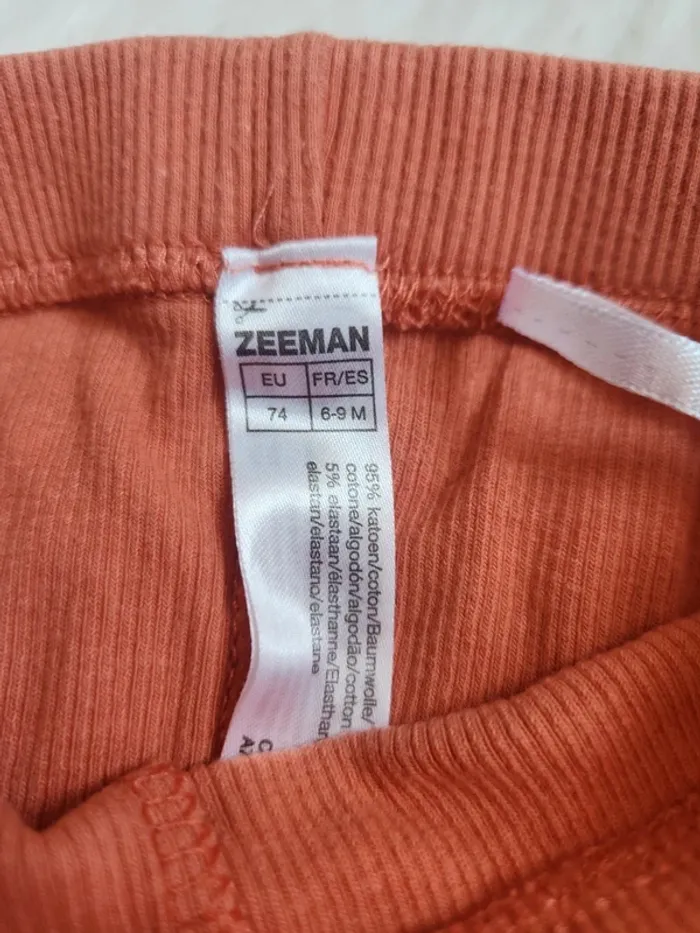 ZEEMAN
EU FR/ES
74 6-9 M
95% katoen/coton/Baumwolle/
cotone/algodón/algodão/cotton
5% elastaan/élasthanne/Elasthan
elastan/elastano/elastane